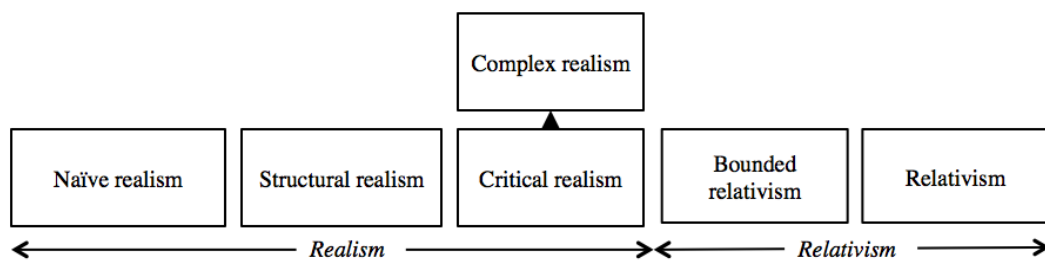 Complex realism
Naïve realism
Structural realism
Critical realism
Bounded
relativism
Relativism
Realism
Relativism